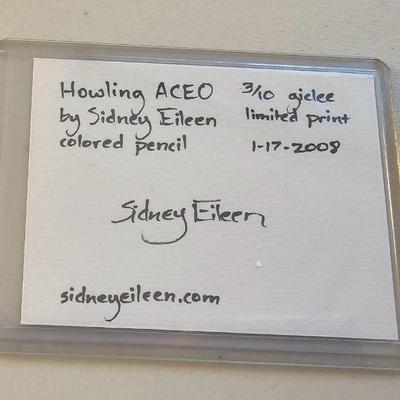 Howling ACEO 3/10 giclee
by Sidney Eileen limited print
colored pencil 1-17-2008
Sidney Eileen
sidneyeileen.com